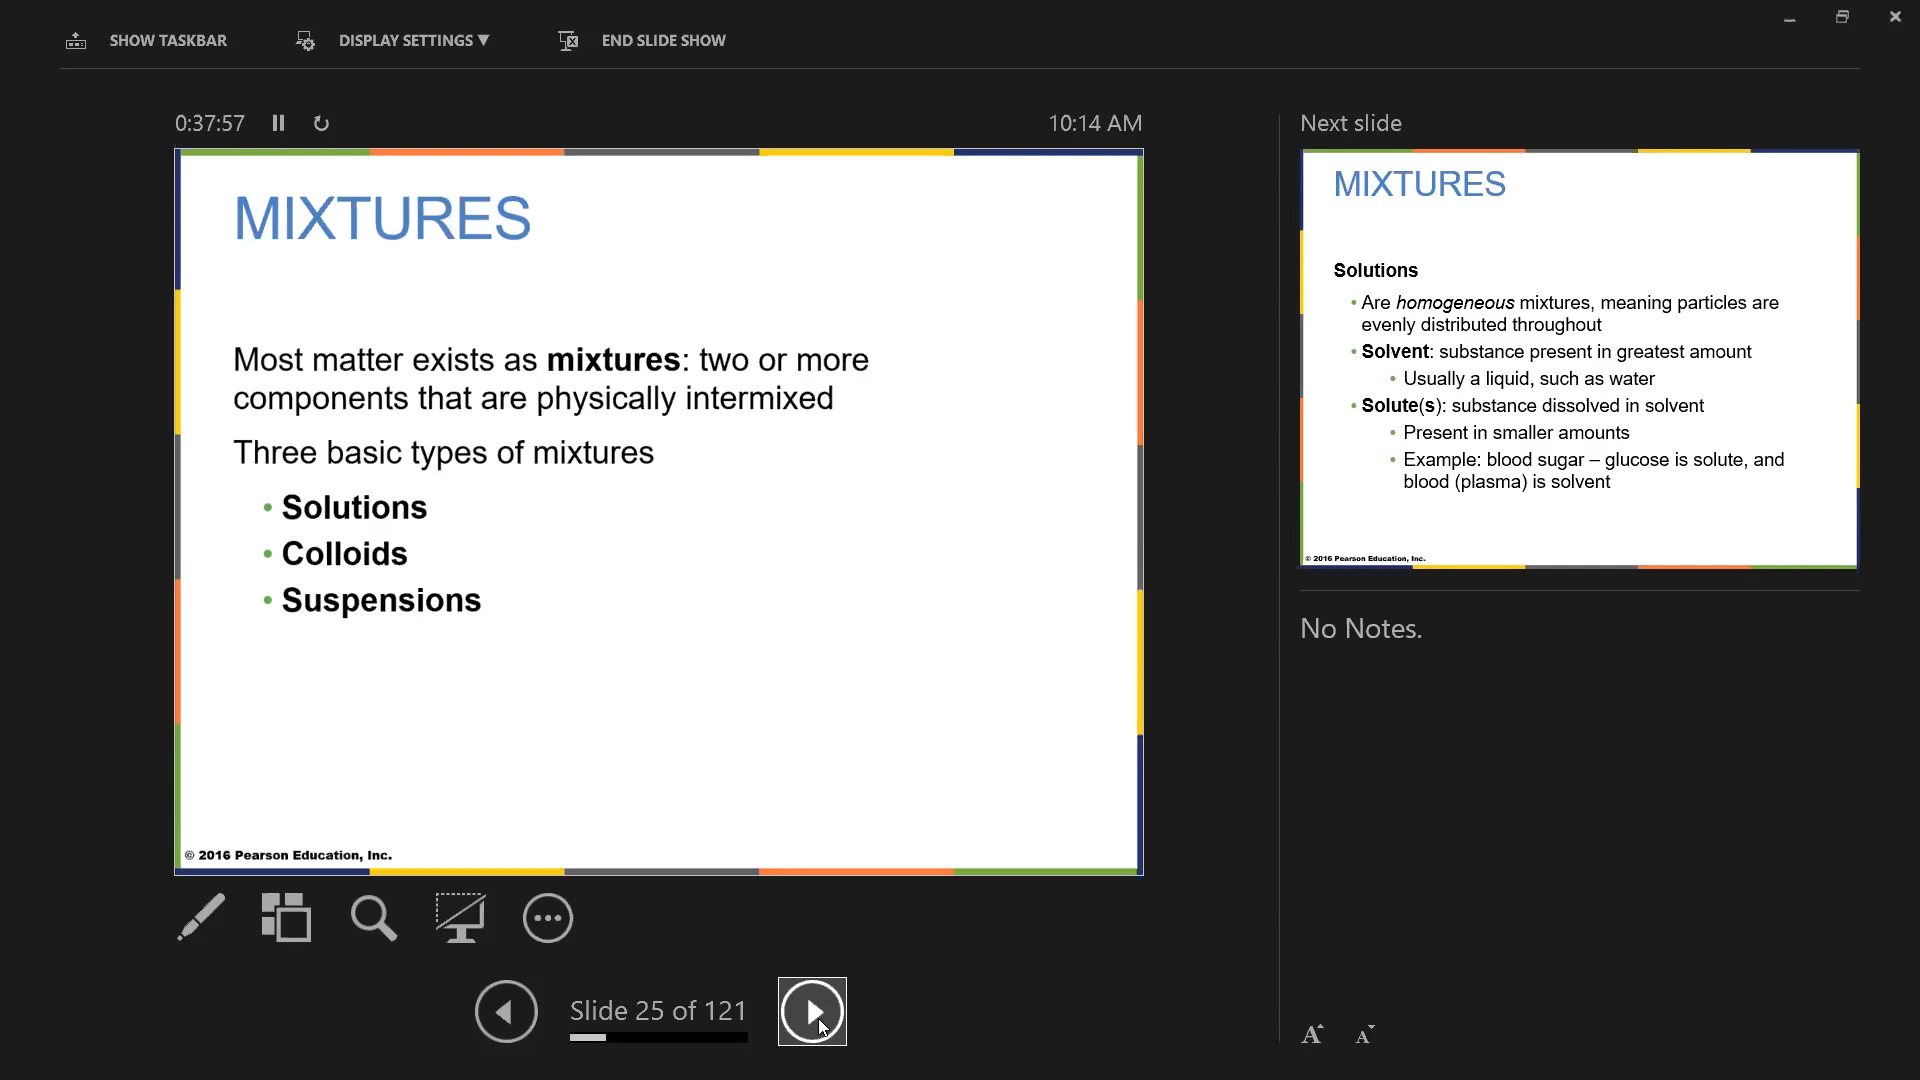 SHOW TASKBAR
DISPLAY SETTINGS ▼
END SLIDE SHOW
0:37:57
10:14 AM
MIXTURES
Most matter exists as mixtures: two or more
components that are physically intermixed
Three basic types of mixtures
• Solutions
• Colloids
• Suspensions
© 2016 Pearson Education, Inc.
Slide 25 of 121
Next slide
MIXTURES
Solutions
• Are homogeneous mixtures, meaning particles are
evenly distributed throughout
• Solvent: substance present in greatest amount
• Usually a liquid, such as water
• Solute(s): substance dissolved in solvent
• Present in smaller amounts
• Example: blood sugar – glucose is solute, and
blood (plasma) is solvent
© 2016 Pearson Education, Inc.
No Notes.
A A